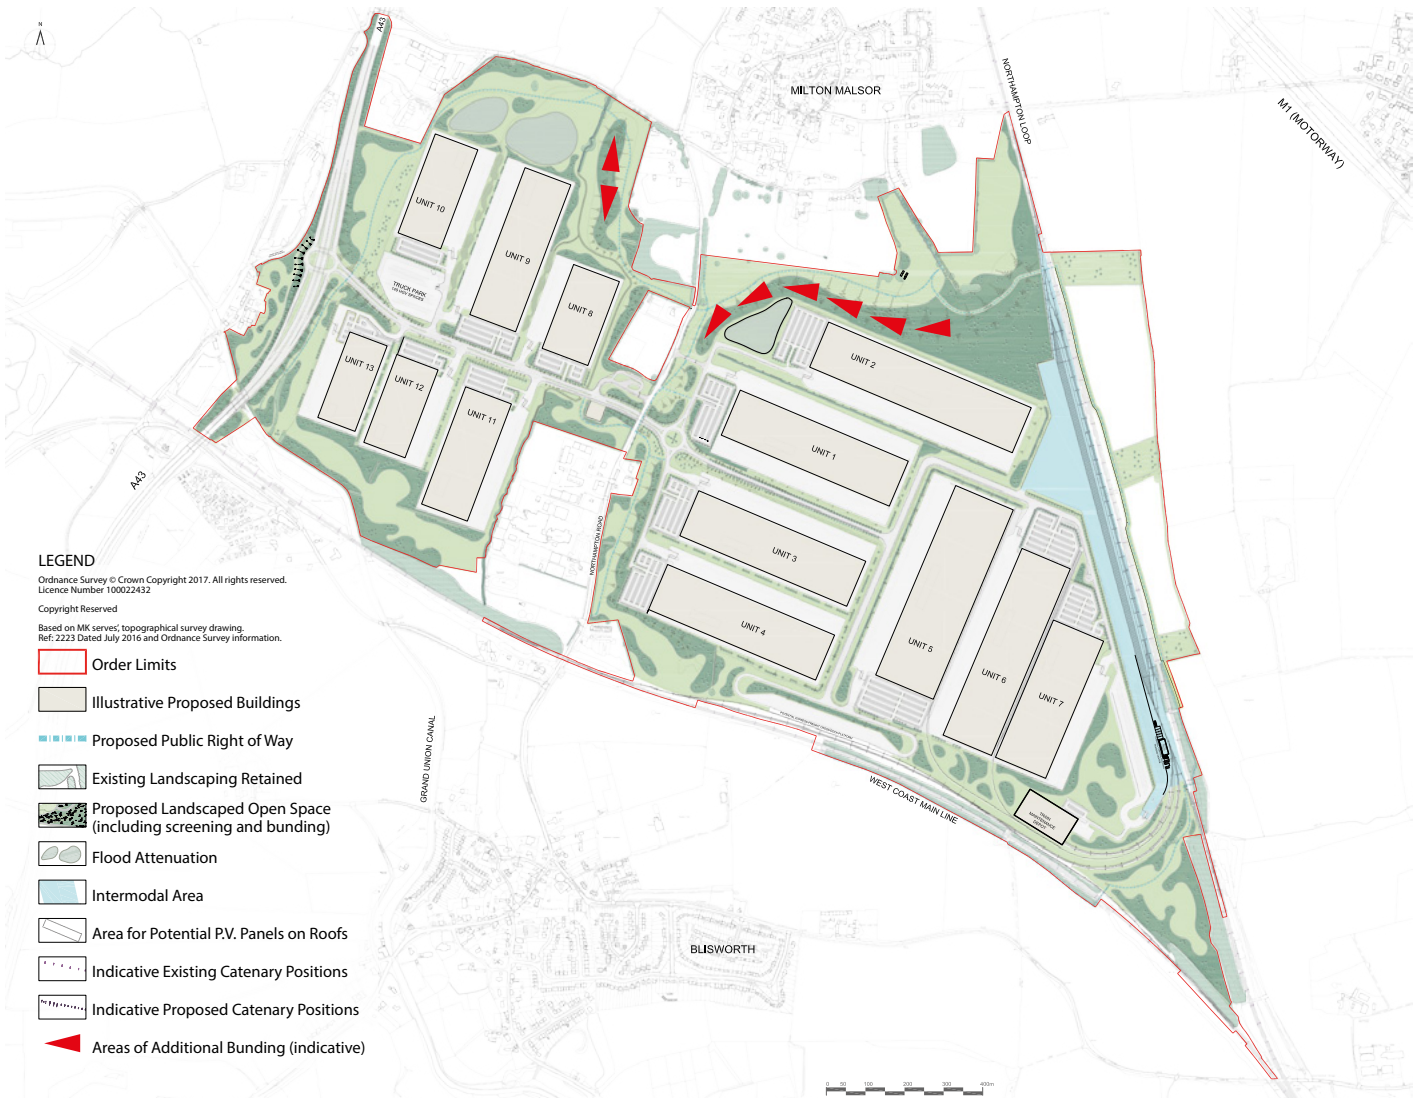 N
A43
MILTON MALSOR
NORTHAMPTON LOOP
M1 (MOTORWAY)
UNIT 10
UNIT 9
UNIT 8
TRUCK PARK
UNIT 13
UNIT 12
UNIT 11
UNIT 2
UNIT 1
UNIT 3
UNIT 4
UNIT 5
UNIT 6
UNIT 7
A43
NORTHAMPTON ROAD
GRAND UNION CANAL
WEST COAST MAIN LINE
TRAIN
MAINTENANCE
DEPOT
BLISWORTH
LEGEND
Ordnance Survey © Crown Copyright 2017. All rights reserved.
Licence Number 100022432
Copyright Reserved
Based on MK serves', topographical survey drawing.
Ref: 2223 Dated July 2016 and Ordnance Survey information.
Order Limits
Illustrative Proposed Buildings
Proposed Public Right of Way
Existing Landscaping Retained
Proposed Landscaped Open Space
(including screening and bunding)
Flood Attenuation
Intermodal Area
Area for Potential P.V. Panels on Roofs
Indicative Existing Catenary Positions
Indicative Proposed Catenary Positions
Areas of Additional Bunding (indicative)
0 50 100 200 300 400m